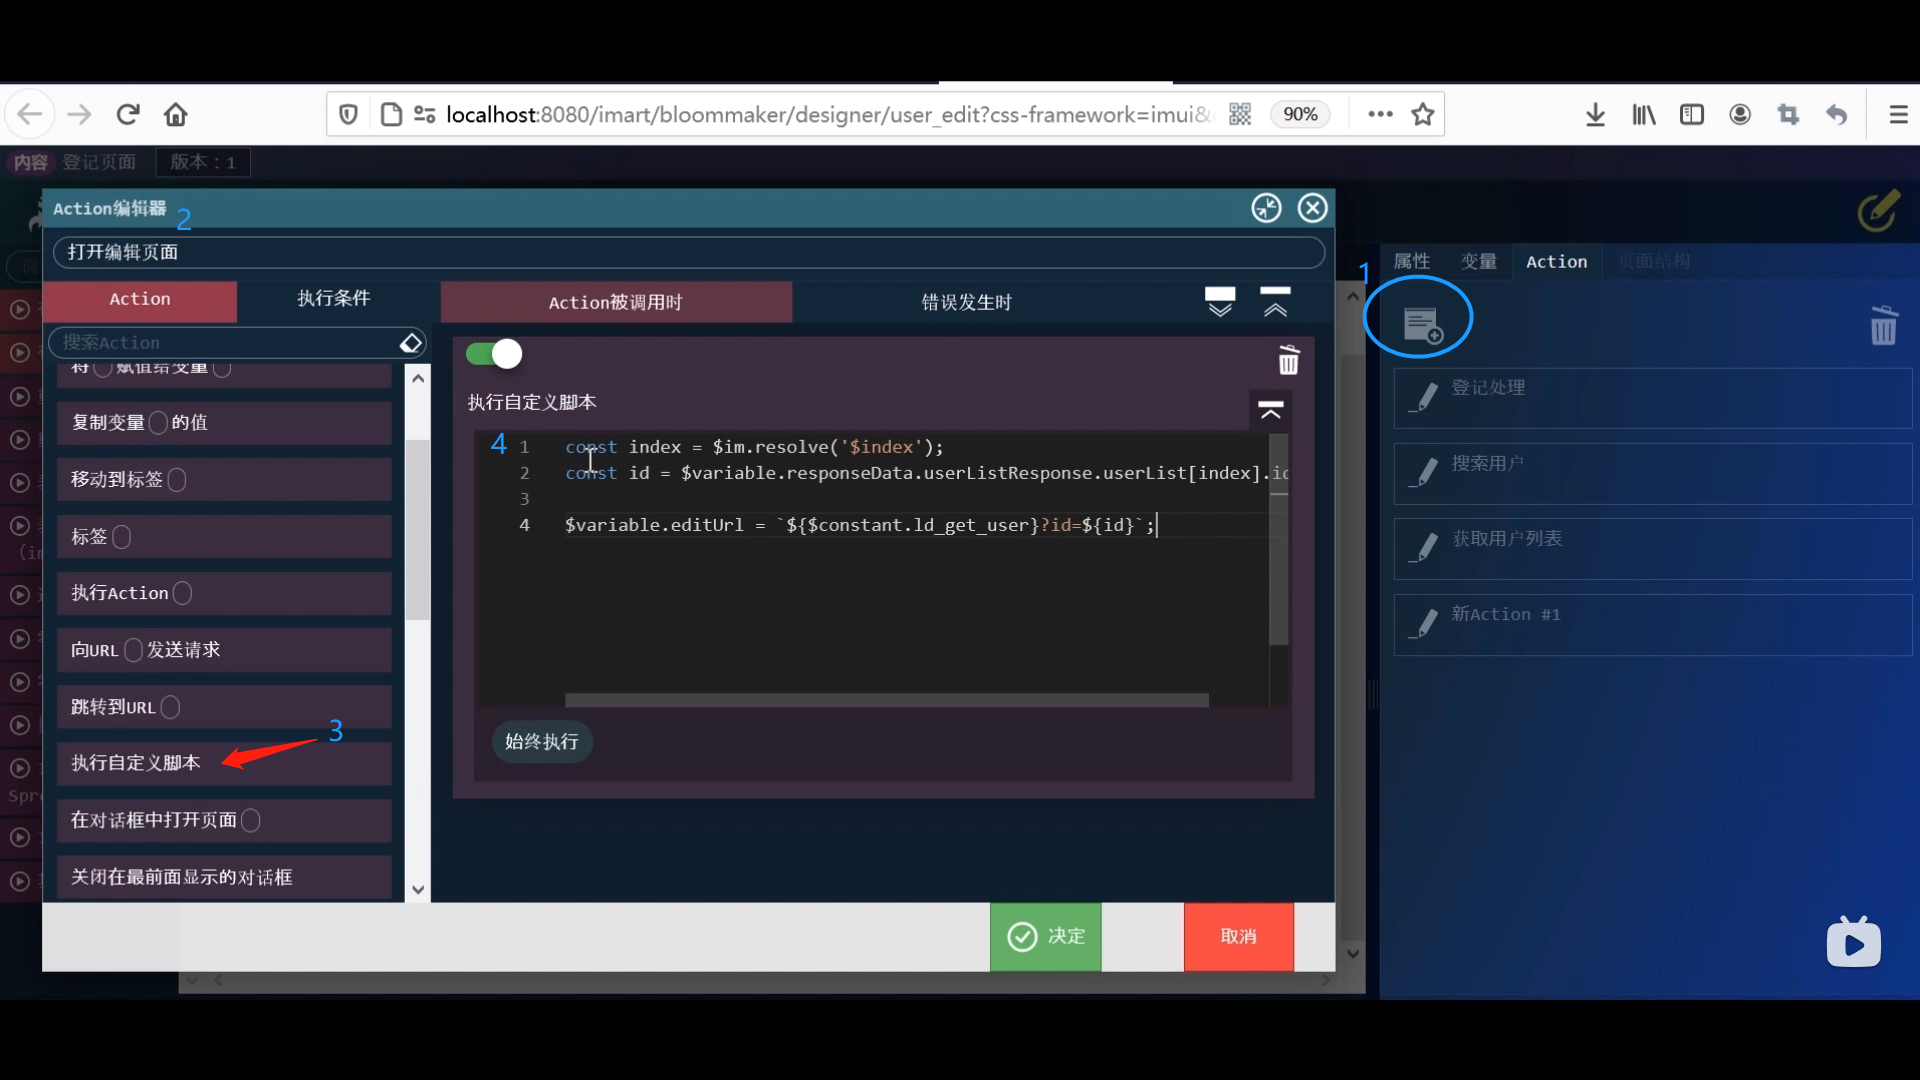 localhost:8080/imart/bloommaker/designer/user_edit?css-framework=imui&
90%
内容 登记页面 版本：1
Action编辑器 2
打开编辑页面
Action 执行条件
搜索Action
将 赋值给变量
复制变量 的值
移动到标签
标签
执行Action
向URL 发送请求
跳转到URL
3
执行自定义脚本
在对话框中打开页面
关闭在最前面显示的对话框
Action被调用时 错误发生时
执行自定义脚本
4
1 const index = $im.resolve('$index');
2 const id = $variable.responseData.userListResponse.userList[index].id
3
4 $variable.editUrl = `${$constant.ld_get_user}?id=${id}`;
始终执行
决定 取消
1
属性 变量 Action 页面结构
登记处理
搜索用户
获取用户列表
新Action #1